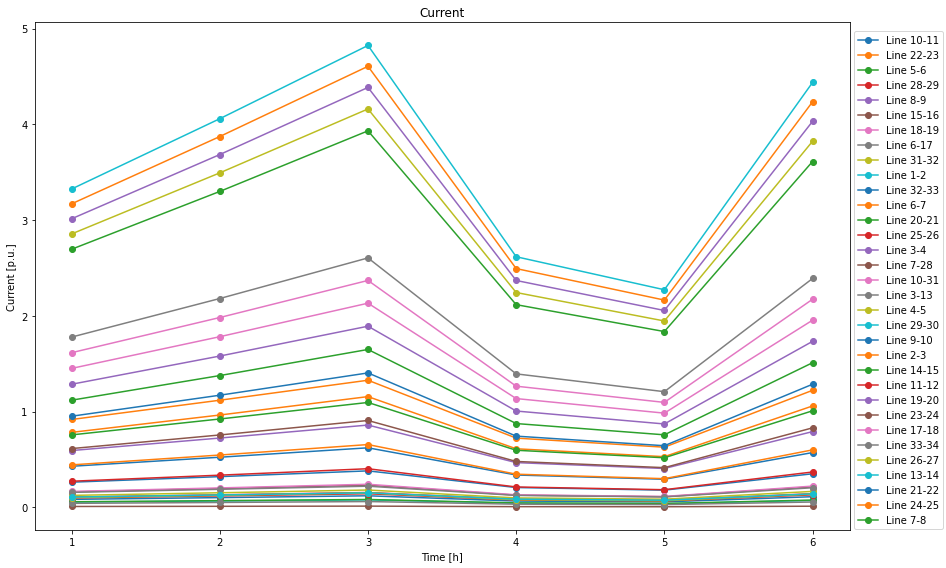 Current
5
4
3
2
1
0
Current [p.u.]
1 2 3 4 5 6
Time [h]
Line 10-11
Line 22-23
Line 5-6
Line 28-29
Line 8-9
Line 15-16
Line 18-19
Line 6-17
Line 31-32
Line 1-2
Line 32-33
Line 6-7
Line 20-21
Line 25-26
Line 3-4
Line 7-28
Line 10-31
Line 3-13
Line 4-5
Line 29-30
Line 9-10
Line 2-3
Line 14-15
Line 11-12
Line 19-20
Line 23-24
Line 17-18
Line 33-34
Line 26-27
Line 13-14
Line 21-22
Line 24-25
Line 7-8